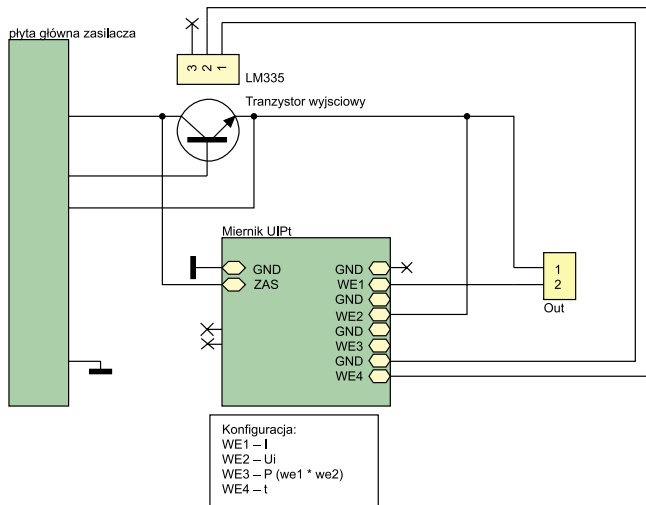 płyta główna zasilacza
3 2 1
LM335
Tranzystor wyjsciowy
Miernik UIPt
GND
ZAS
GND
WE1
GND
WE2
GND
WE3
GND
WE4
1
2
Out
Konfiguracja:
WE1 – I
WE2 – Ui
WE3 – P (we1 * we2)
WE4 – t